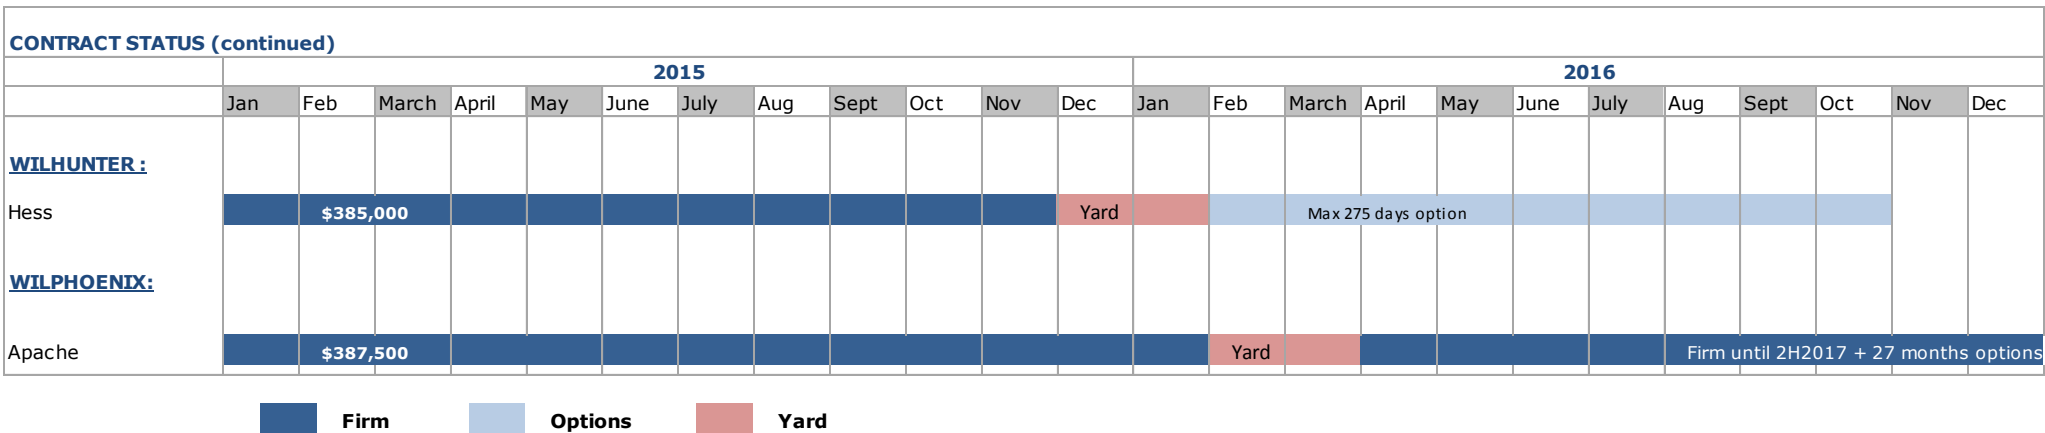 CONTRACT STATUS (continued)
2015 2016
Jan Feb March April May June July Aug Sept Oct Nov Dec Jan Feb March April May June July Aug Sept Oct Nov Dec
WILHUNTER :
Hess $385,000 Yard Max 275 days option
WILPHOENIX:
Apache $387,500 Yard Firm until 2H2017 + 27 months options
Firm Options Yard